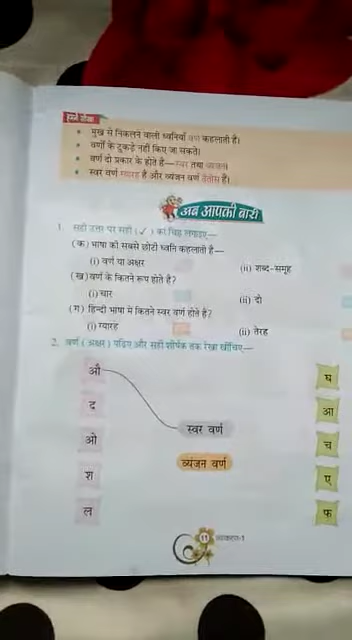 हमने सीखा
• मुख से निकलने वाली ध्वनियाँ वर्ण कहलाती हैं।
• वर्णों के टुकड़े नहीं किए जा सकते।
• वर्ण दो प्रकार के होते हैं—स्वर तथा व्यंजन।
• स्वर वर्ण ग्यारह हैं और व्यंजन वर्ण तैंतीस हैं।
अब आपकी बारी
1. सही उत्तर पर सही (✓) का चिह्न लगाइए—
(क) भाषा की सबसे छोटी ध्वनि कहलाती है—
(i) वर्ण या अक्षर (ii) शब्द-समूह
(ख) वर्ण के कितने रूप होते हैं?
(i) चार (ii) दो
(ग) हिन्दी भाषा में कितने स्वर वर्ण होते हैं?
(i) ग्यारह (ii) तेरह
2. वर्ण (अक्षर) पढ़िए और सही शीर्षक तक रेखा खींचिए—
औ घ
द आ
स्वर वर्ण
ओ च
व्यंजन वर्ण
श ए
ल फ
11 व्याकरण-1